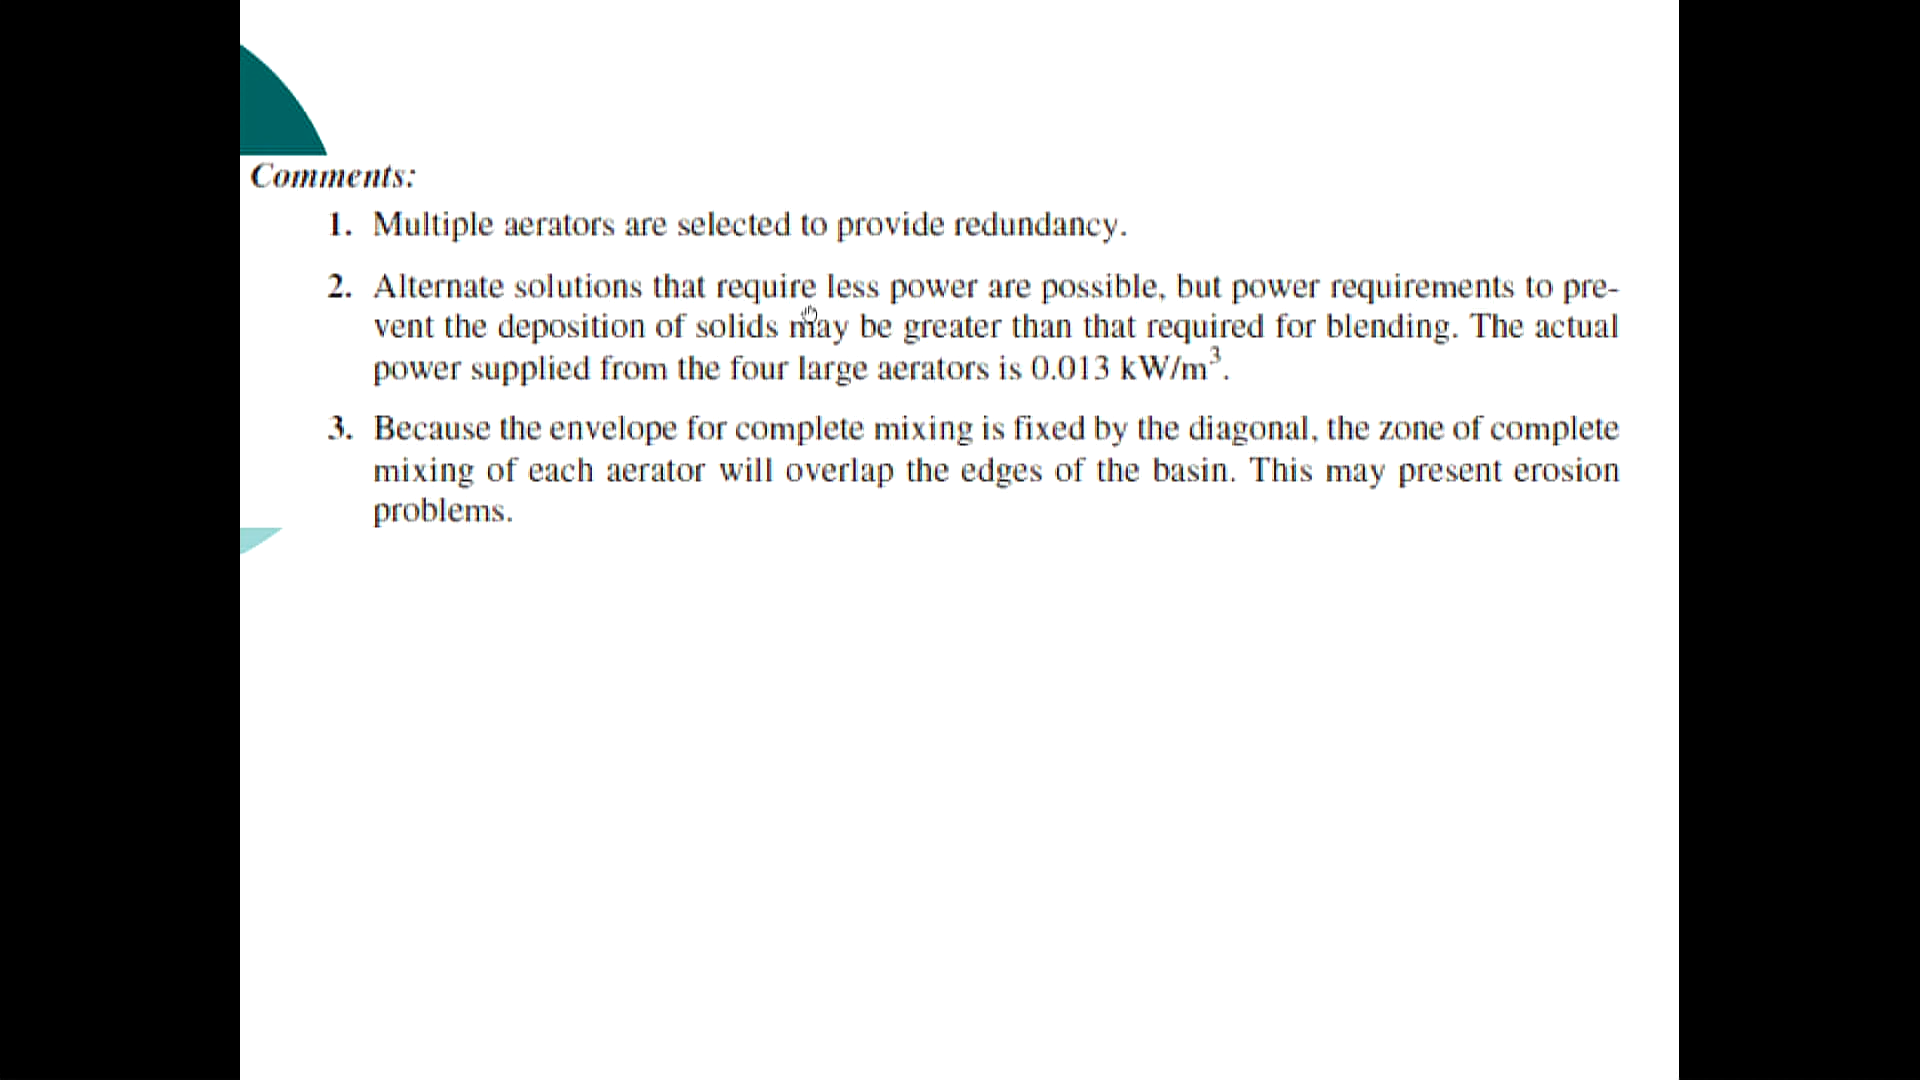 Comments:
1. Multiple aerators are selected to provide redundancy.
2. Alternate solutions that require less power are possible, but power requirements to pre-
vent the deposition of solids may be greater than that required for blending. The actual
power supplied from the four large aerators is 0.013 kW/m³.
3. Because the envelope for complete mixing is fixed by the diagonal, the zone of complete
mixing of each aerator will overlap the edges of the basin. This may present erosion
problems.